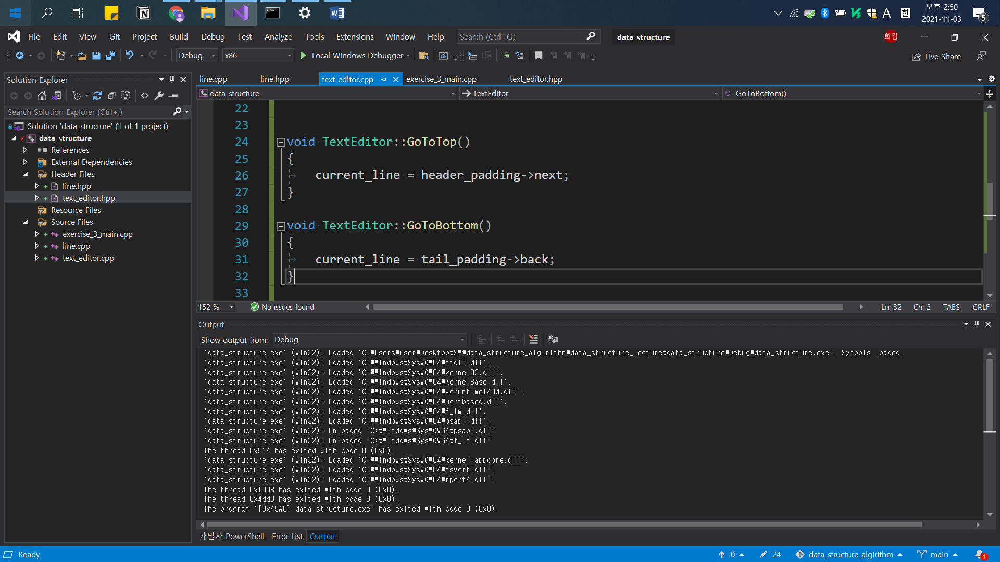 오후 2:50
2021-11-03
A
한
5
File Edit View Git Project Build Debug Test Analyze Tools Extensions Window Help Search (Ctrl+Q) data_structure 희김
Debug x86 Local Windows Debugger Live Share
Solution Explorer
Search Solution Explorer (Ctrl+;)
Solution 'data_structure' (1 of 1 project)
data_structure
References
External Dependencies
Header Files
line.hpp
text_editor.hpp
Resource Files
Source Files
exercise_3_main.cpp
line.cpp
text_editor.cpp
line.cpp line.hpp text_editor.cpp exercise_3_main.cpp text_editor.hpp
data_structure TextEditor GoToBottom()
22
23
24 void TextEditor::GoToTop()
25 {
26 current_line = header_padding->next;
27 }
28
29 void TextEditor::GoToBottom()
30 {
31 current_line = tail_padding->back;
32 }
33
152 % No issues found Ln: 32 Ch: 2 TABS CRLF
Output
Show output from: Debug
'data_structure.exe' (Win32): Loaded 'C:₩Users₩user₩Desktop₩SW₩data_structure_algirithm₩data_structure_lecture₩data_structure₩Debug₩data_structure.exe'. Symbols loaded.
'data_structure.exe' (Win32): Loaded 'C:₩Windows₩SysWOW64₩ntdll.dll'.
'data_structure.exe' (Win32): Loaded 'C:₩Windows₩SysWOW64₩kernel32.dll'.
'data_structure.exe' (Win32): Loaded 'C:₩Windows₩SysWOW64₩KernelBase.dll'.
'data_structure.exe' (Win32): Loaded 'C:₩Windows₩SysWOW64₩vcruntime140d.dll'.
'data_structure.exe' (Win32): Loaded 'C:₩Windows₩SysWOW64₩ucrtbased.dll'.
'data_structure.exe' (Win32): Loaded 'C:₩Windows₩SysWOW64₩f_im.dll'.
'data_structure.exe' (Win32): Loaded 'C:₩Windows₩SysWOW64₩psapi.dll'.
'data_structure.exe' (Win32): Unloaded 'C:₩Windows₩SysWOW64₩psapi.dll'
'data_structure.exe' (Win32): Unloaded 'C:₩Windows₩SysWOW64₩f_im.dll'
The thread 0x514 has exited with code 0 (0x0).
'data_structure.exe' (Win32): Loaded 'C:₩Windows₩SysWOW64₩kernel.appcore.dll'.
'data_structure.exe' (Win32): Loaded 'C:₩Windows₩SysWOW64₩msvcrt.dll'.
'data_structure.exe' (Win32): Loaded 'C:₩Windows₩SysWOW64₩rpcrt4.dll'.
The thread 0x1098 has exited with code 0 (0x0).
The thread 0x4dd8 has exited with code 0 (0x0).
The program '[0x45A0] data_structure.exe' has exited with code 0 (0x0).
개발자 PowerShell Error List Output
Ready 0 24 data_structure_algirithm main 1